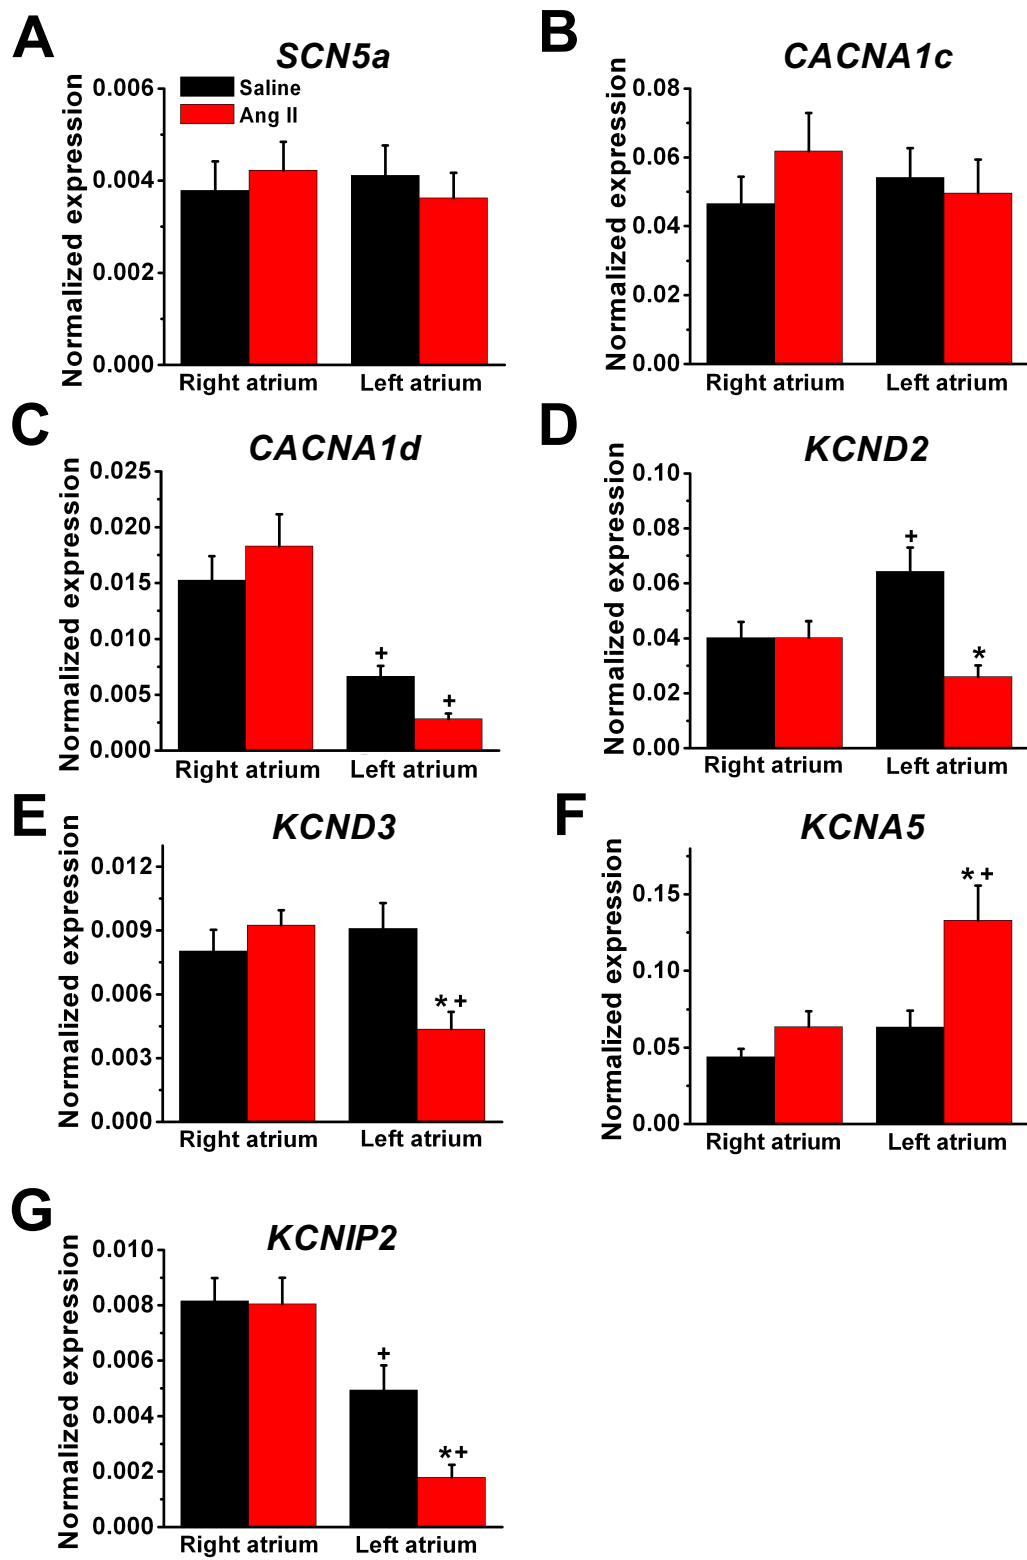 A
SCN5a
Normalized expression
0.006
0.004
0.002
0.000
Saline
Ang II
Right atrium
Left atrium
B
CACNA1c
Normalized expression
0.08
0.06
0.04
0.02
0.00
Right atrium
Left atrium
C
CACNA1d
Normalized expression
0.025
0.020
0.015
0.010
0.005
0.000
+
+
Right atrium
Left atrium
D
KCND2
Normalized expression
0.10
0.08
0.06
0.04
0.02
0.00
+
*
Right atrium
Left atrium
E
KCND3
Normalized expression
0.012
0.009
0.006
0.003
0.000
* +
Right atrium
Left atrium
F
KCNA5
Normalized expression
0.15
0.10
0.05
0.00
* +
Right atrium
Left atrium
G
KCNIP2
Normalized expression
0.010
0.008
0.006
0.004
0.002
0.000
+
*+
Right atrium
Left atrium